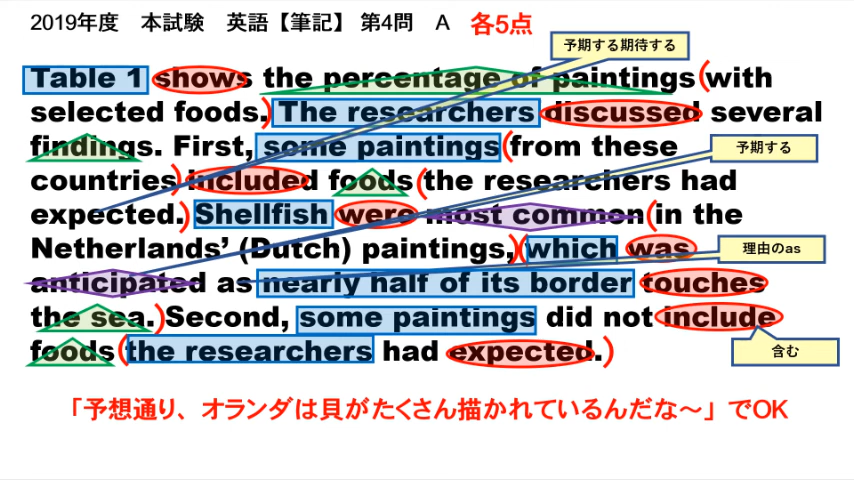 2019年度 本試験 英語【筆記】 第4問 A 各5点
予期する期待する
Table 1 shows the percentage of paintings (with
selected foods.) The researchers discussed several
findings. First, some paintings (from these
予期する
countries) included foods (the researchers had
expected.) Shellfish were most common (in the
Netherlands' (Dutch) paintings,) (which was
理由のas
anticipated as nearly half of its border touches
the sea.) Second, some paintings did not include
foods (the researchers had expected.)
含む
「予想通り、オランダは貝がたくさん描かれているんだな～」でOK